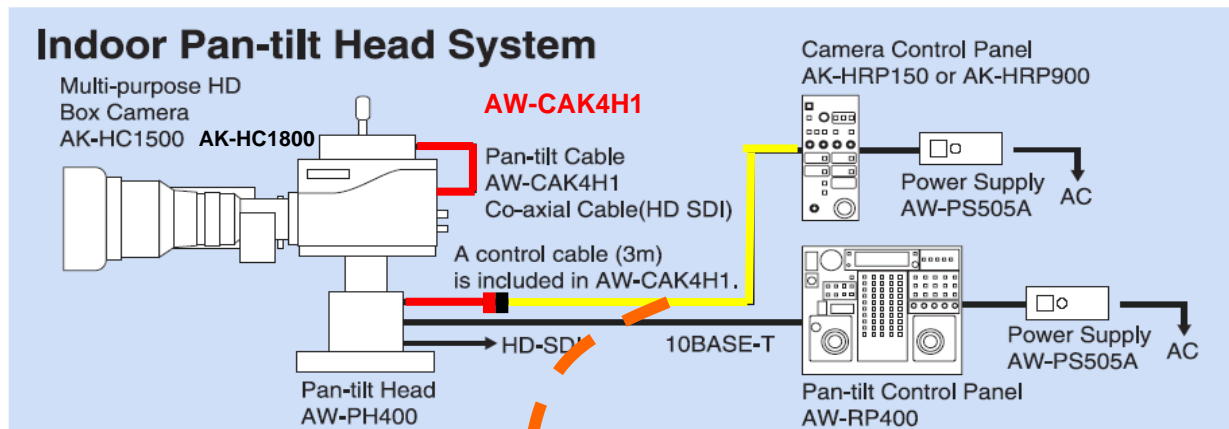 Indoor Pan-tilt Head System
Multi-purpose HD
Box Camera
AK-HC1500 AK-HC1800
AW-CAK4H1
Pan-tilt Cable
AW-CAK4H1
Co-axial Cable(HD SDI)
A control cable (3m)
is included in AW-CAK4H1.
HD-SDI
10BASE-T
Pan-tilt Head
AW-PH400
Camera Control Panel
AK-HRP150 or AK-HRP900
Power Supply
AW-PS505A
AC
Power Supply
AW-PS505A
AC
Pan-tilt Control Panel
AW-RP400